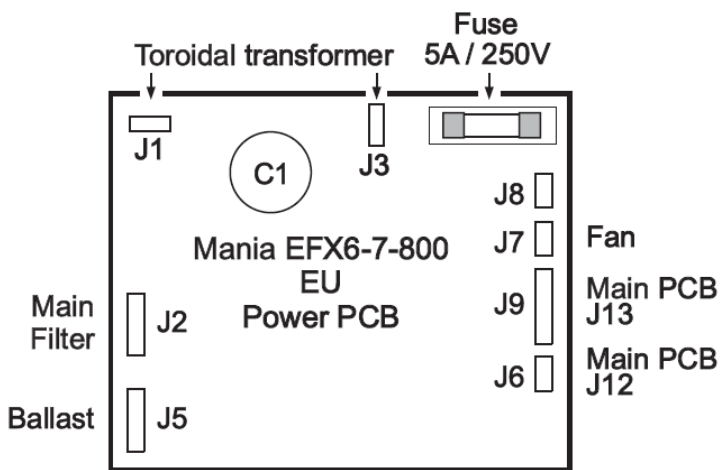 Toroidal transformer
Fuse
5A / 250V
J1
C1
J3
J8
J7
Fan
Mania EFX6-7-800
EU
Power PCB
J9
Main PCB
J13
Main
Filter
J2
J6
Main PCB
J12
Ballast
J5